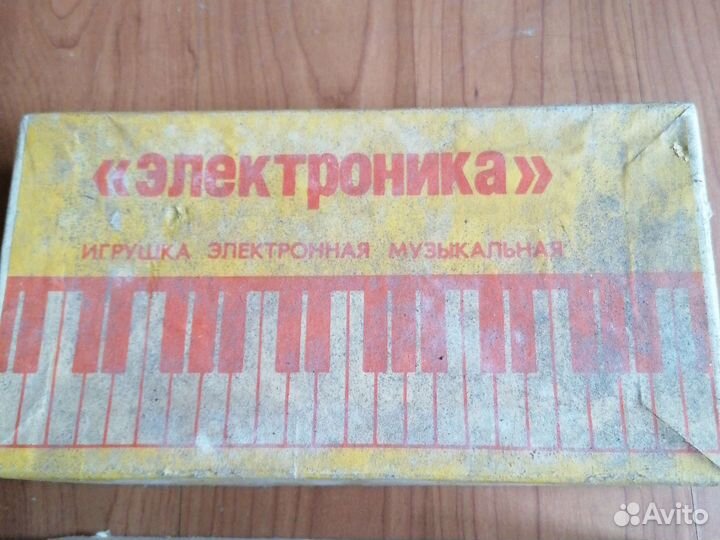 «электроника»
ИГРУШКА ЭЛЕКТРОННАЯ МУЗЫКАЛЬНАЯ
Avito